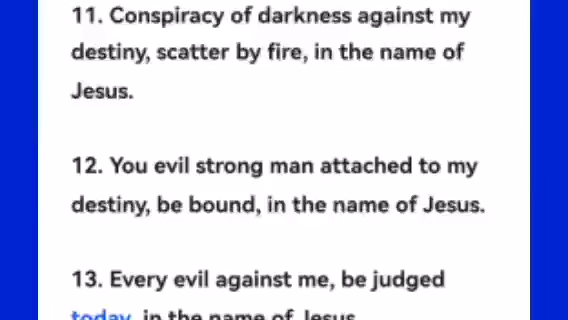 11. Conspiracy of darkness against my
destiny, scatter by fire, in the name of
Jesus.
12. You evil strong man attached to my
destiny, be bound, in the name of Jesus.
13. Every evil against me, be judged
today, in the name of Jesus